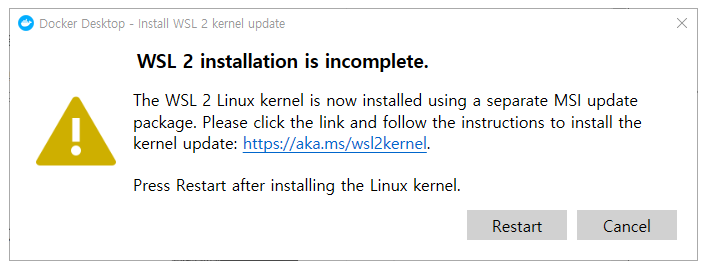 Docker Desktop - Install WSL 2 kernel update
WSL 2 installation is incomplete.
The WSL 2 Linux kernel is now installed using a separate MSI update
package. Please click the link and follow the instructions to install the
kernel update: https://aka.ms/wsl2kernel.
Press Restart after installing the Linux kernel.
Restart Cancel